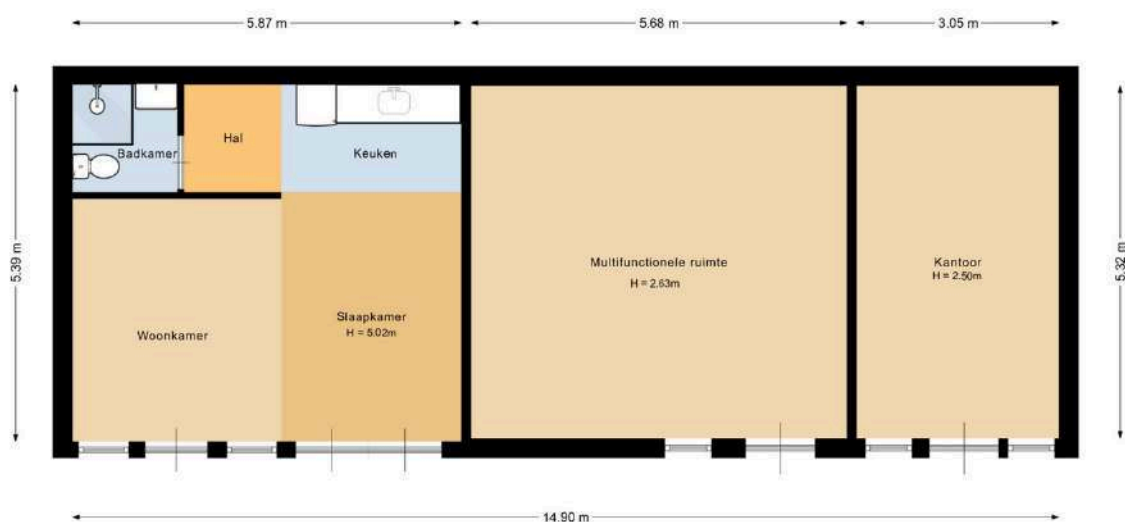 5.87 m
5.68 m
3.05 m
Hal
Badkamer
Keuken
5.39 m
5.32 m
Multifunctionele ruimte
H = 2.63m
Kantoor
H = 2.50m
Slaapkamer
H = 5.02m
Woonkamer
14.90 m